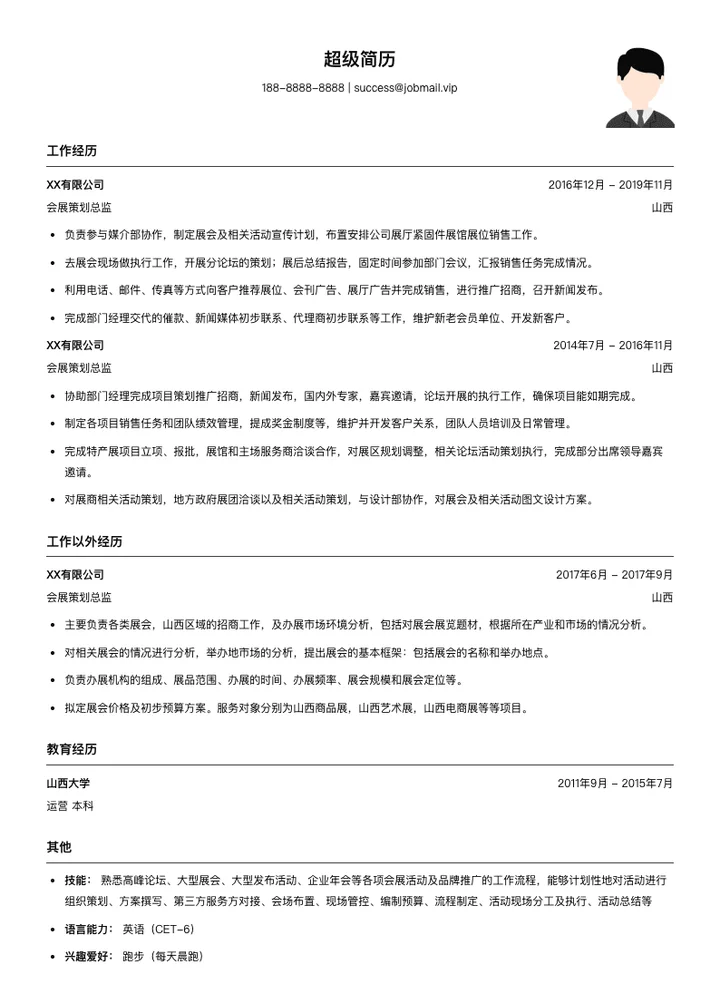 超级简历
188-8888-8888 | success@jobmail.vip
工作经历
XX有限公司 2016年12月 – 2019年11月
会展策划总监 山西
• 负责参与媒介部协作，制定展会及相关活动宣传计划，布置安排公司展厅紧固件展馆展位销售工作。
• 去展会现场做执行工作，开展分论坛的策划；展后总结报告，固定时间参加部门会议，汇报销售任务完成情况。
• 利用电话、邮件、传真等方式向客户推荐展位、会刊广告、展厅广告并完成销售，进行推广招商，召开新闻发布。
• 完成部门经理交代的催款、新闻媒体初步联系、代理商初步联系等工作，维护新老会员单位、开发新客户。
XX有限公司 2014年7月 – 2016年11月
会展策划总监 山西
• 协助部门经理完成项目策划推广招商，新闻发布，国内外专家，嘉宾邀请，论坛开展的执行工作，确保项目能如期完成。
• 制定各项目销售任务和团队绩效管理，提成奖金制度等，维护并开发客户关系，团队人员培训及日常管理。
• 完成特产展项目立项、报批，展馆和主场服务商洽谈合作，对展区规划调整，相关论坛活动策划执行，完成部分出席领导嘉宾
邀请。
• 对展商相关活动策划，地方政府展团洽谈以及相关活动策划，与设计部协作，对展会及相关活动图文设计方案。
工作以外经历
XX有限公司 2017年6月 – 2017年9月
会展策划总监 山西
• 主要负责各类展会，山西区域的招商工作，及办展市场环境分析，包括对展会展览题材，根据所在产业和市场的情况分析。
• 对相关展会的情况进行分析，举办地市场的分析，提出展会的基本框架：包括展会的名称和举办地点。
• 负责办展机构的组成、展品范围、办展的时间、办展频率、展会规模和展会定位等。
• 拟定展会价格及初步预算方案。服务对象分别为山西商品展，山西艺术展，山西电商展等等项目。
教育经历
山西大学 2011年9月 – 2015年7月
运营 本科
其他
• 技能： 熟悉高峰论坛、大型展会、大型发布活动、企业年会等各项会展活动及品牌推广的工作流程，能够计划性地对活动进行
组织策划、方案撰写、第三方服务方对接、会场布置、现场管控、编制预算、流程制定、活动现场分工及执行、活动总结等
• 语言能力： 英语（CET-6）
• 兴趣爱好： 跑步（每天晨跑）